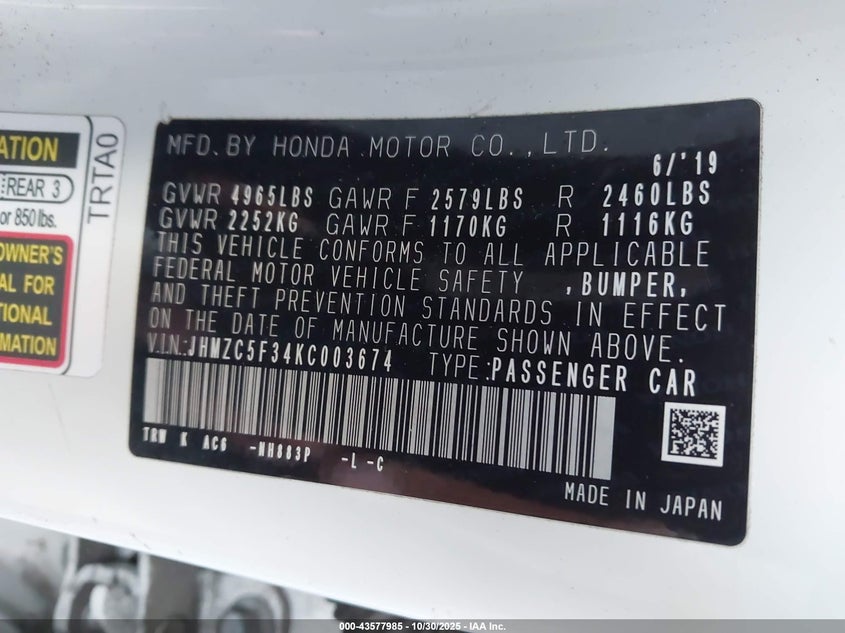 ATION
REAR 3
or 850 lbs.
OWNER'S
AL FOR
TIONAL
RMATION
TRTA0
MFD. BY HONDA MOTOR CO., LTD.
6/'19
GVWR 4965LBS GAWR F 2579LBS R 2460LBS
GVWR 2252KG GAWR F 1170KG R 1116KG
THIS VEHICLE CONFORMS TO ALL APPLICABLE
FEDERAL MOTOR VEHICLE SAFETY , BUMPER,
AND THEFT PREVENTION STANDARDS IN EFFECT
ON THE DATE OF MANUFACTURE SHOWN ABOVE.
VIN:JHMZC5F34KC003674 TYPE:PASSENGER CAR
TRW K AC6 -NH883P -L -C
MADE IN JAPAN
000-43577985 - 10/30/2025 - IAA Inc.